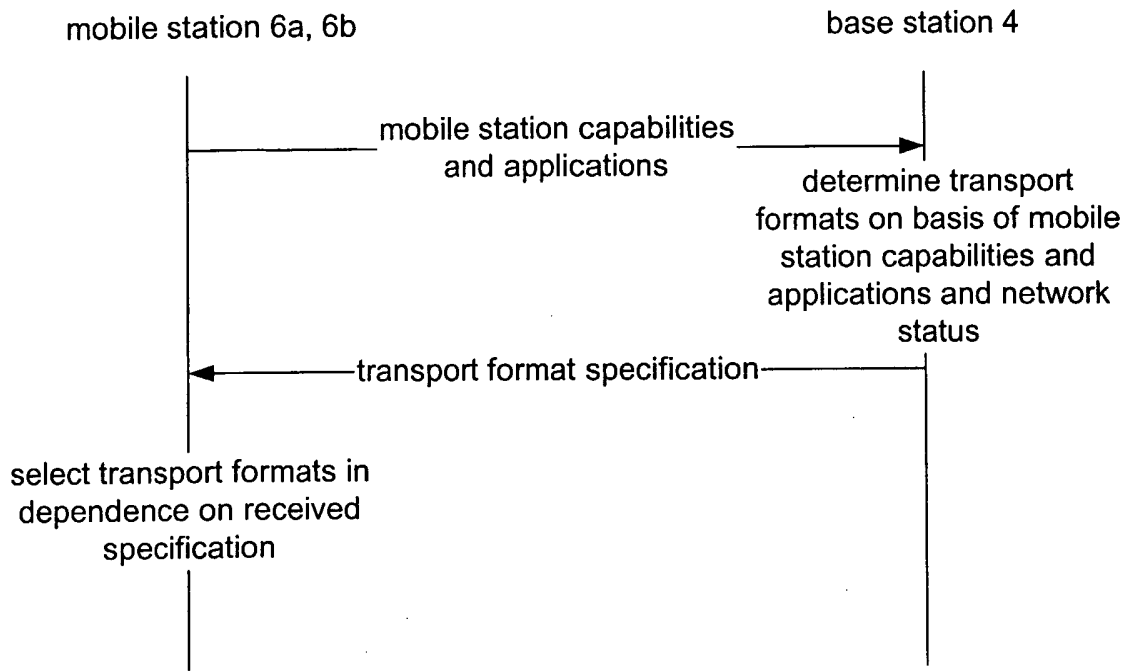 mobile station 6a, 6b
base station 4
mobile station capabilities
and applications
determine transport
formats on basis of mobile
station capabilities and
applications and network
status
transport format specification
select transport formats in
dependence on received
specification